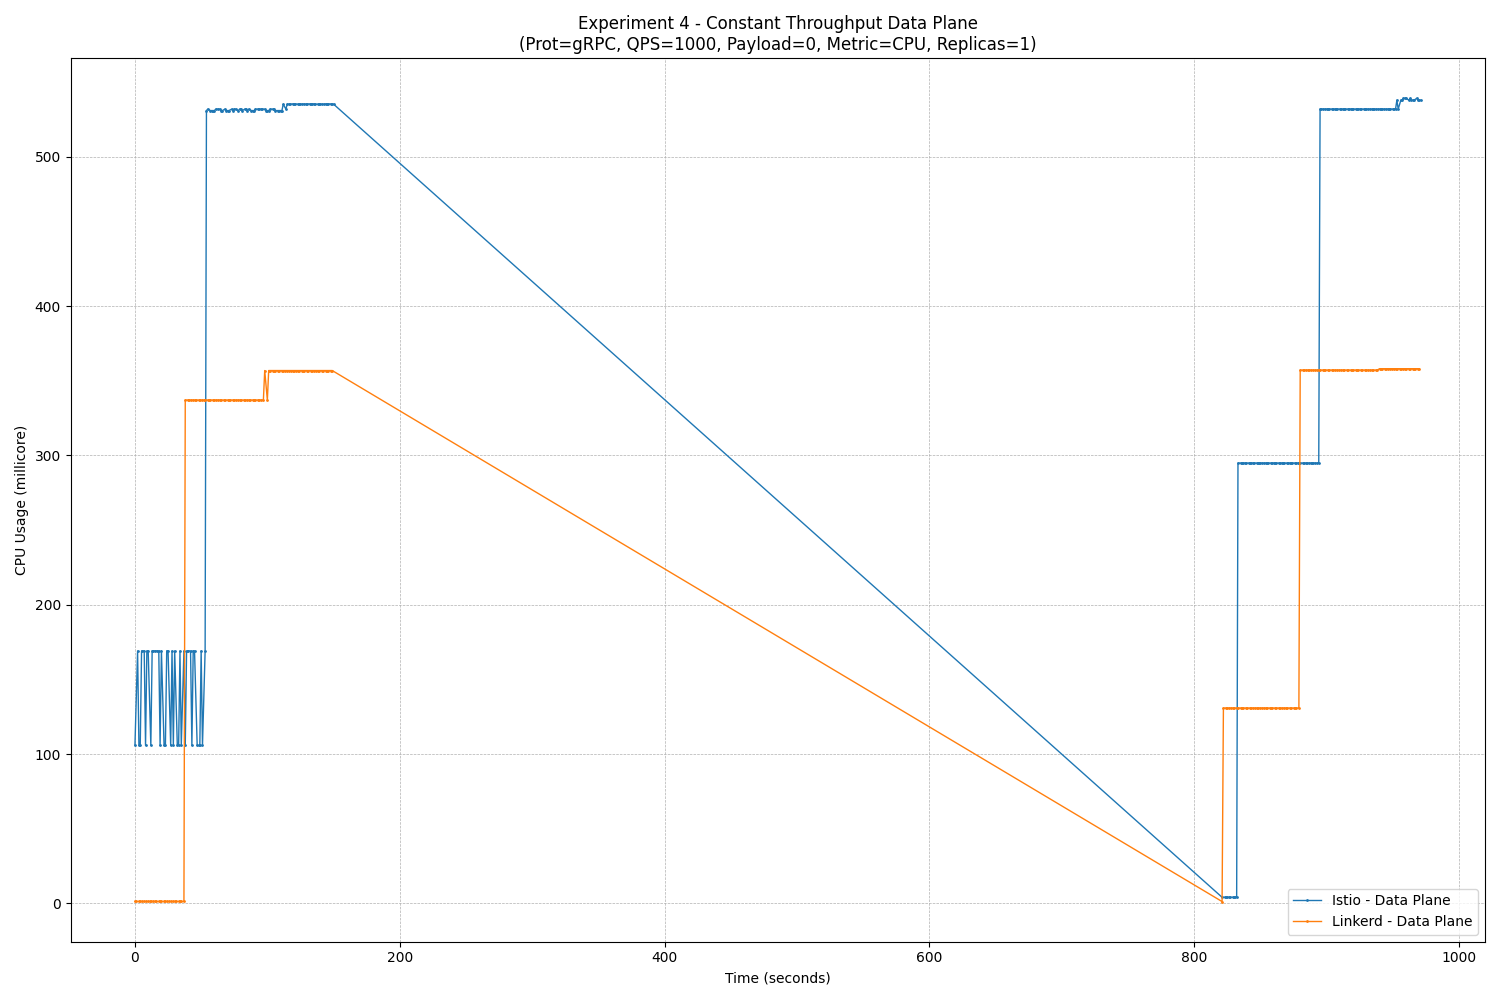 Experiment 4 - Constant Throughput Data Plane
(Prot=gRPC, QPS=1000, Payload=0, Metric=CPU, Replicas=1)
CPU Usage (millicore)
500
400
300
200
100
0
0
200
400
600
800
1000
Time (seconds)
Istio - Data Plane
Linkerd - Data Plane